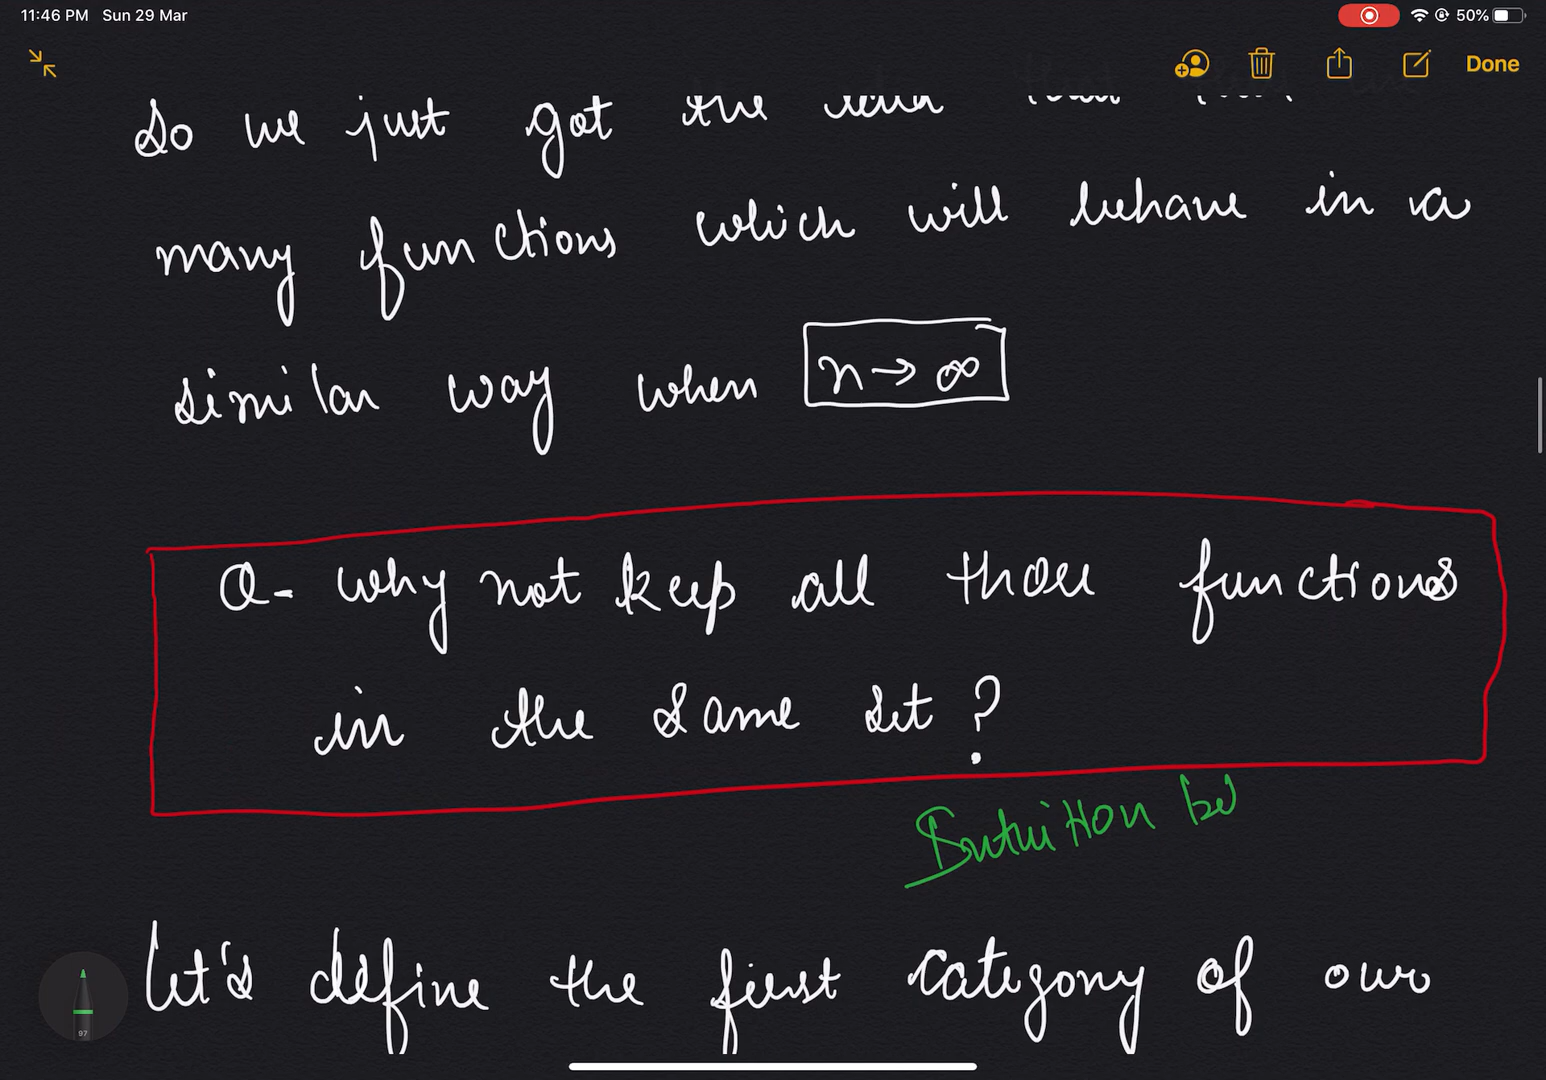 11:46 PM Sun 29 Mar
50%
Done
So we just got the
many functions which will behave in a
similar way when n → ∞
Q- why not keep all those functions
in the same set ?
Intuition be
let's define the first category of our
97